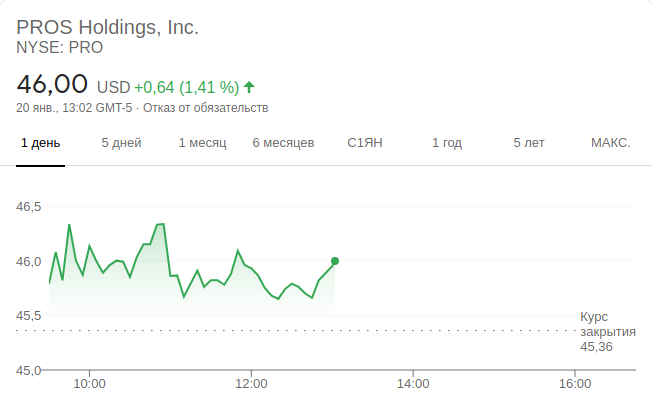 PROS Holdings, Inc.
NYSE: PRO
46,00 USD +0,64 (1,41 %)
20 янв., 13:02 GMT-5 · Отказ от обязательств
1 день 5 дней 1 месяц 6 месяцев С1ЯН 1 год 5 лет МАКС.
46,5
46,0
45,5
Курс
закрытия
45,36
45,0
10:00 12:00 14:00 16:00